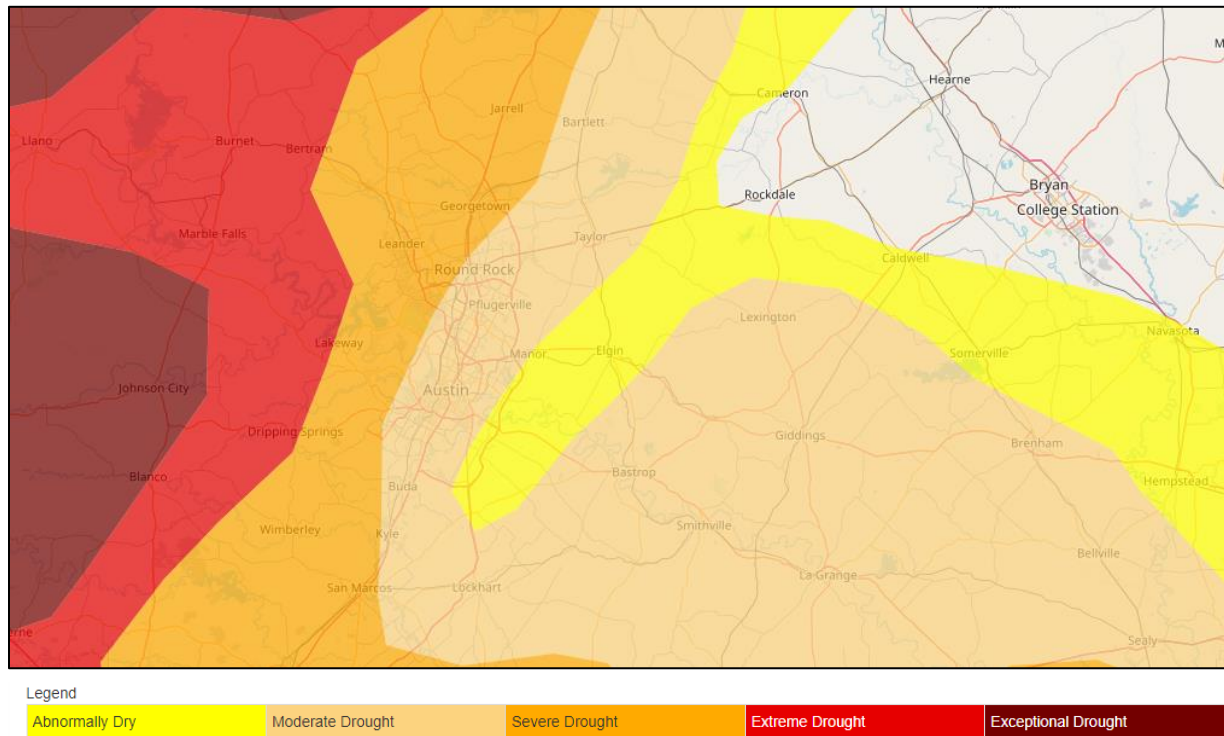 M
Hearne
Cameron
Jarrell
Bartlett
Llano
Burnet
Bertram
Bryan
Rockdale
College Station
Georgetown
Marble Falls
Taylor
Leander
Caldwell
Round Rock
Pflugerville
Lexington
Navasota
Lakeway
Manor
Elgin
Somerville
Johnson City
Austin
Dripping Springs
Giddings
Brenham
Blanco
Bastrop
Hempstead
Buda
Wimberley
Kyle
Smithville
Bellville
San Marcos
Lockhart
La Grange
erne
Sealy
Legend
Abnormally Dry Moderate Drought Severe Drought Extreme Drought Exceptional Drought